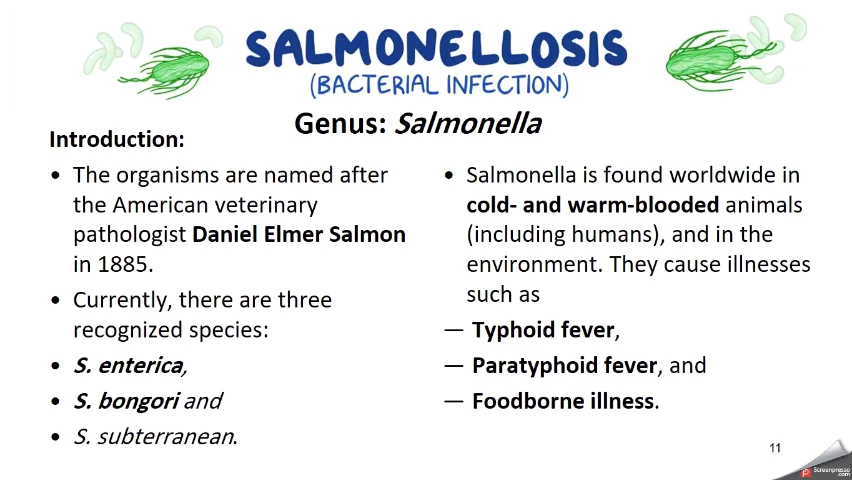 SALMONELLOSIS
(BACTERIAL INFECTION)
Genus: Salmonella
Introduction:
• The organisms are named after
the American veterinary
pathologist Daniel Elmer Salmon
in 1885.
• Currently, there are three
recognized species:
• S. enterica,
• S. bongori and
• S. subterranean.
• Salmonella is found worldwide in
cold- and warm-blooded animals
(including humans), and in the
environment. They cause illnesses
such as
— Typhoid fever,
— Paratyphoid fever, and
— Foodborne illness.
11
Screenpresso
.com